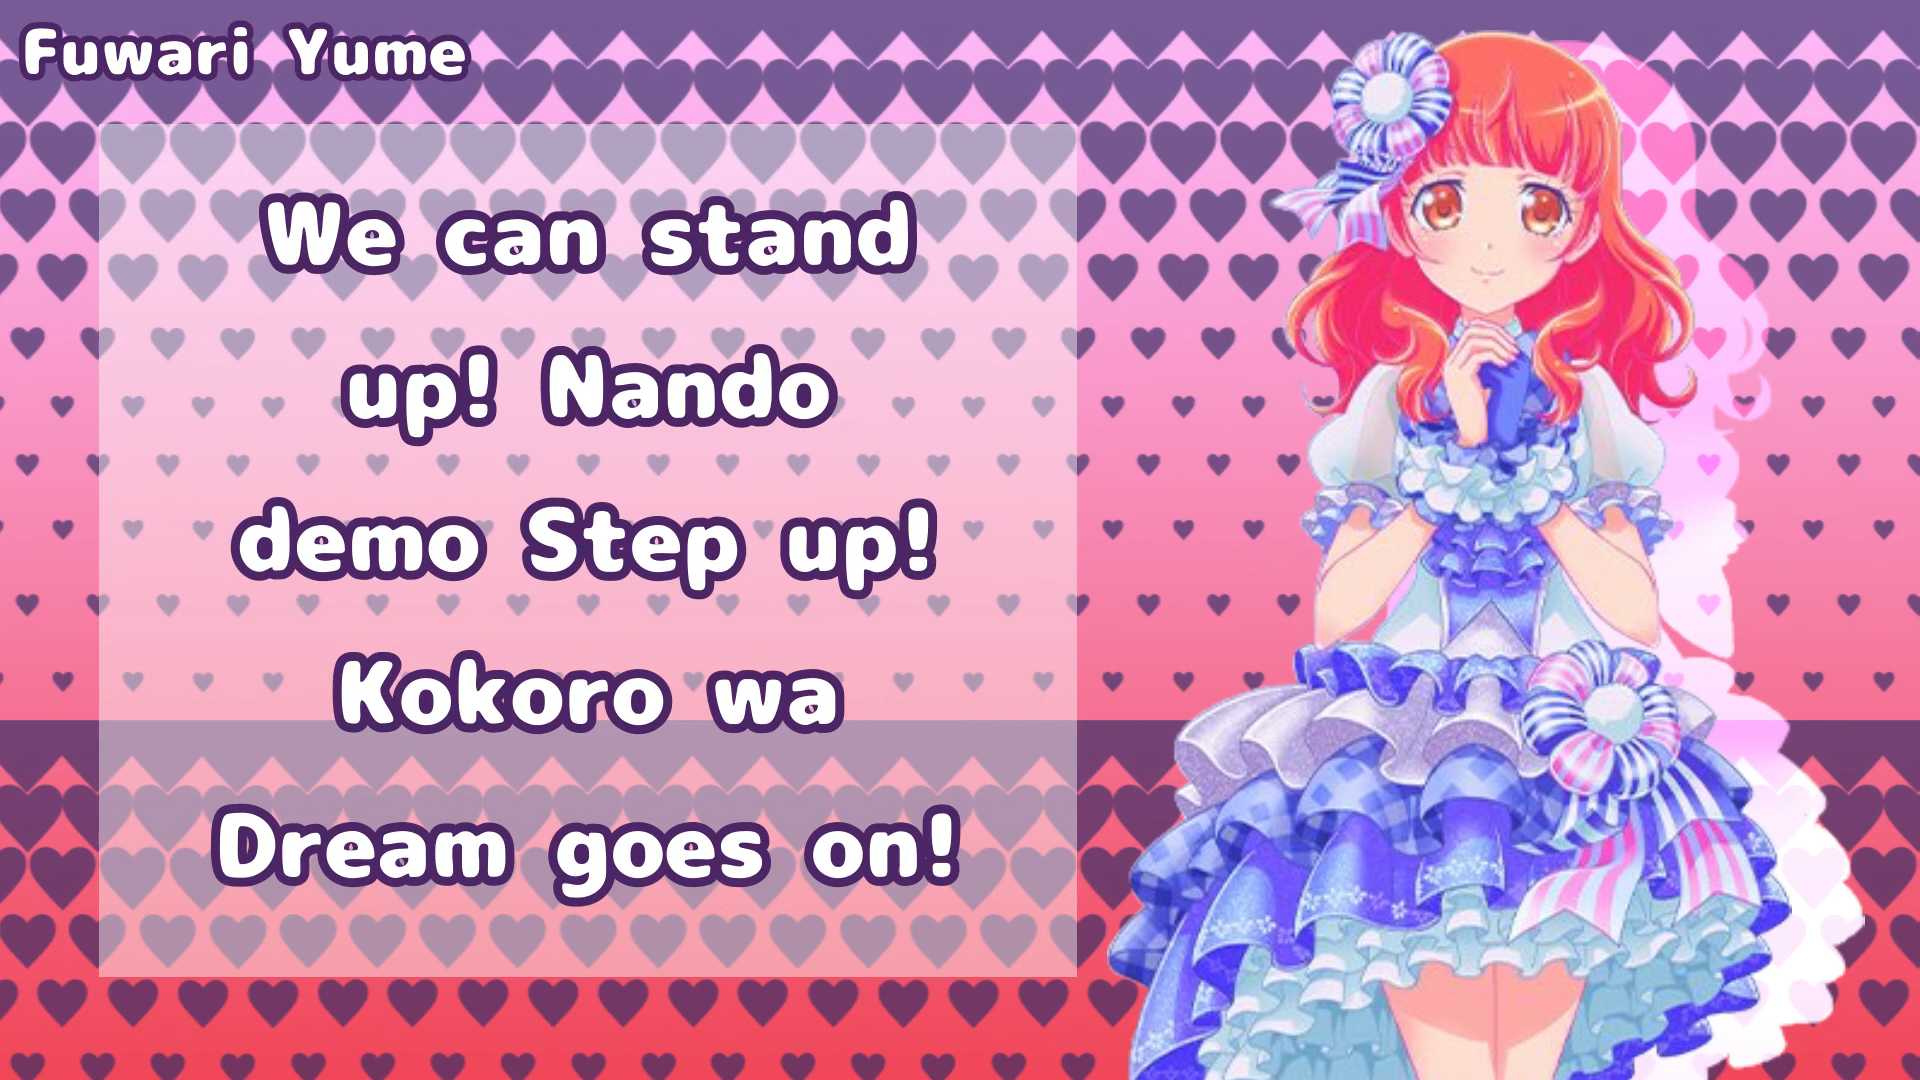 Fuwari Yume
We can stand
up! Nando
demo Step up!
Kokoro wa
Dream goes on!